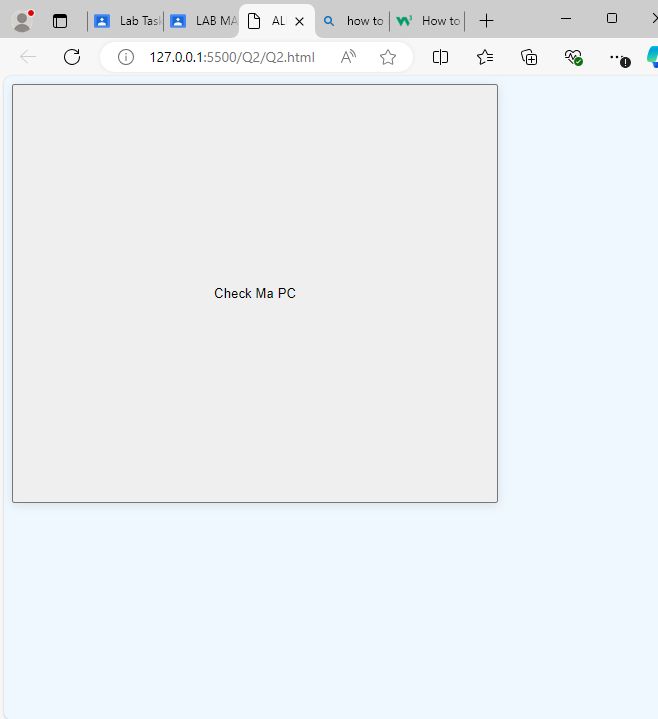 Lab Task
LAB MA
AL
how to
How to
127.0.0.1:5500/Q2/Q2.html
Check Ma PC